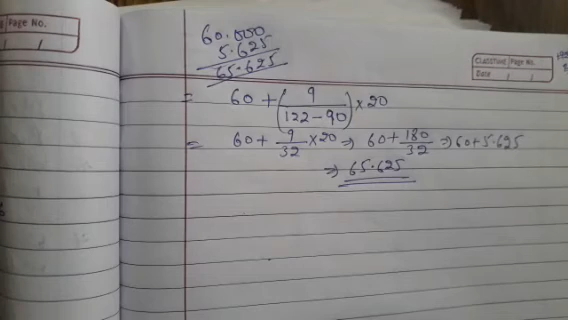 Page No.
60.000
5.625
65.625
Classmate Page No.
Date / /
= 60 + (9/(122-90)) × 20
= 60 + 9/32 × 20 ⇒ 60 + 180/32 ⇒ 60 + 5.625
⇒ 65.625